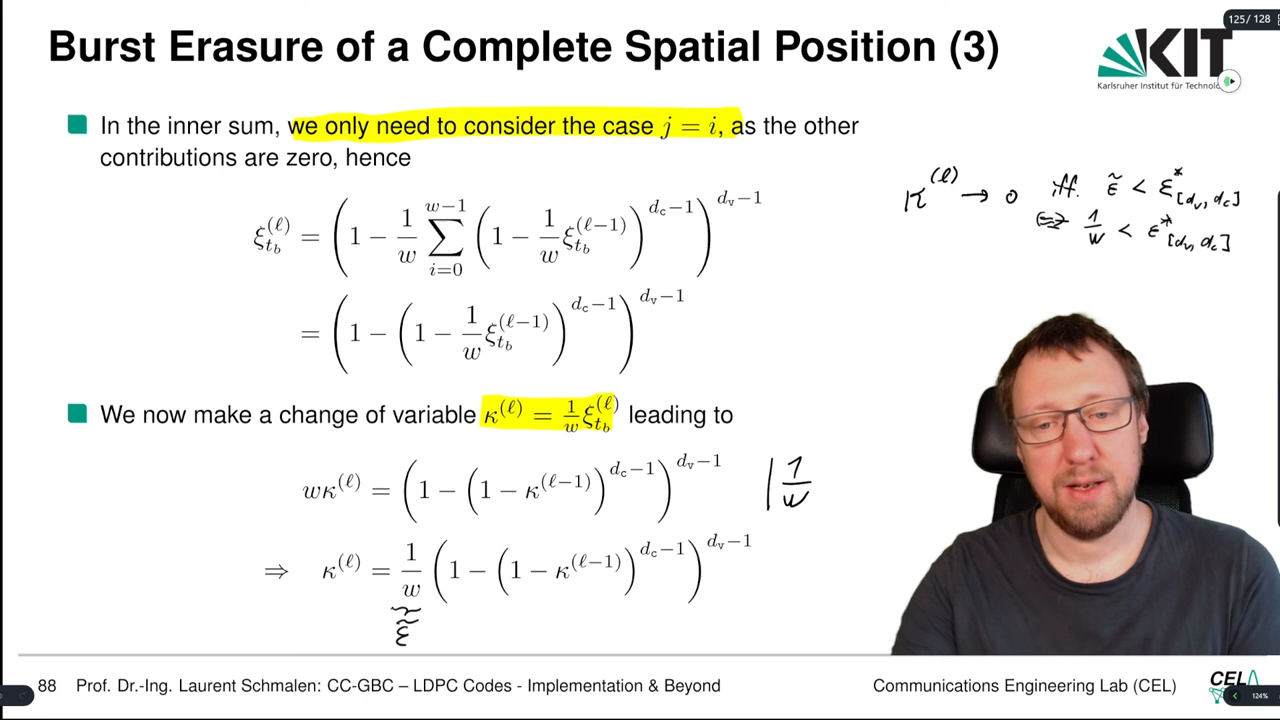 125/ 128
Burst Erasure of a Complete Spatial Position (3)
KIT
Karlsruher Institut für Technolo
In the inner sum, we only need to consider the case j = i, as the other
contributions are zero, hence
ξ_{t_b}^{(ℓ)} = (1 − 1/w ∑_{i=0}^{w−1} (1 − 1/w ξ_{t_b}^{(ℓ−1)})^{d_c−1})^{d_v−1}
= (1 − (1 − 1/w ξ_{t_b}^{(ℓ−1)})^{d_c−1})^{d_v−1}
κ^{(ℓ)} → 0 iff. ε̃ < ε*_{[d_v, d_c]}
⇔ 1/w < ε*_{[d_v, d_c]}
We now make a change of variable κ^{(ℓ)} = 1/w ξ_{t_b}^{(ℓ)} leading to
wκ^{(ℓ)} = (1 − (1 − κ^{(ℓ−1)})^{d_c−1})^{d_v−1} | 1/w
⇒ κ^{(ℓ)} = 1/w (1 − (1 − κ^{(ℓ−1)})^{d_c−1})^{d_v−1}
ε̃
88 Prof. Dr.-Ing. Laurent Schmalen: CC-GBC – LDPC Codes - Implementation & Beyond
Communications Engineering Lab (CEL)
CEL
124%